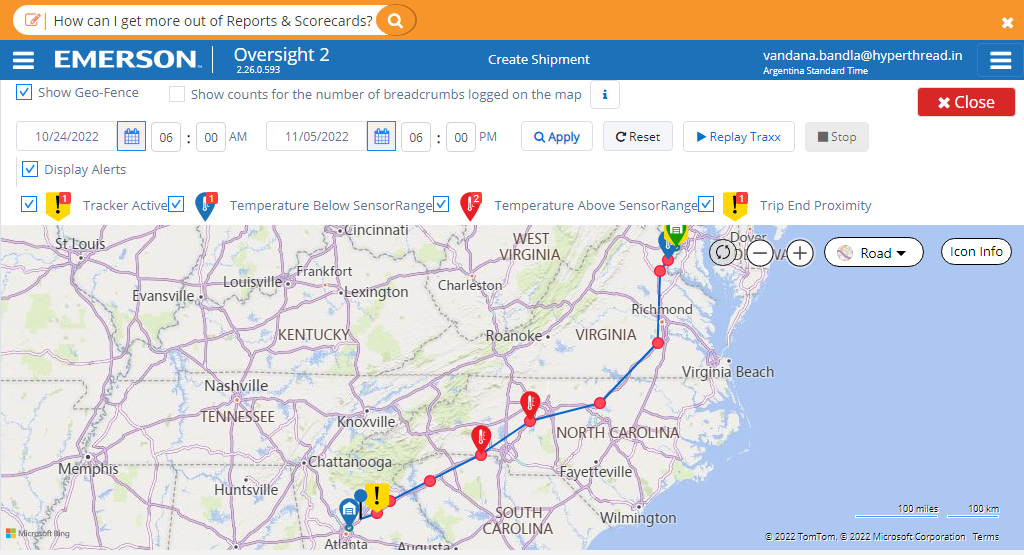 How can I get more out of Reports & Scorecards?
EMERSON
Oversight 2
2.26.0.593
Create Shipment
vandana.bandla@hyperthread.in
Argentina Standard Time
Show Geo-Fence
Show counts for the number of breadcrumbs logged on the map
i
Close
10/24/2022
06 : 00 AM
11/05/2022
06 : 00 PM
Apply
Reset
Replay Traxx
Stop
Display Alerts
1
Tracker Active
1
Temperature Below SensorRange
2
Temperature Above SensorRange
1
Trip End Proximity
St Louis
Cincinnati
WEST
VIRGINIA
Dover
Road
Icon Info
Frankfort
Louisville
Evansville
Lexington
Charleston
Richmond
KENTUCKY
Roanoke
VIRGINIA
Virginia Beach
Nashville
TENNESSEE
Knoxville
NORTH CAROLINA
Memphis
Chattanooga
Fayetteville
Huntsville
SOUTH
CAROLINA
Wilmington
100 miles
100 km
Microsoft Bing
Atlanta
Augusta
© 2022 TomTom, © 2022 Microsoft Corporation Terms